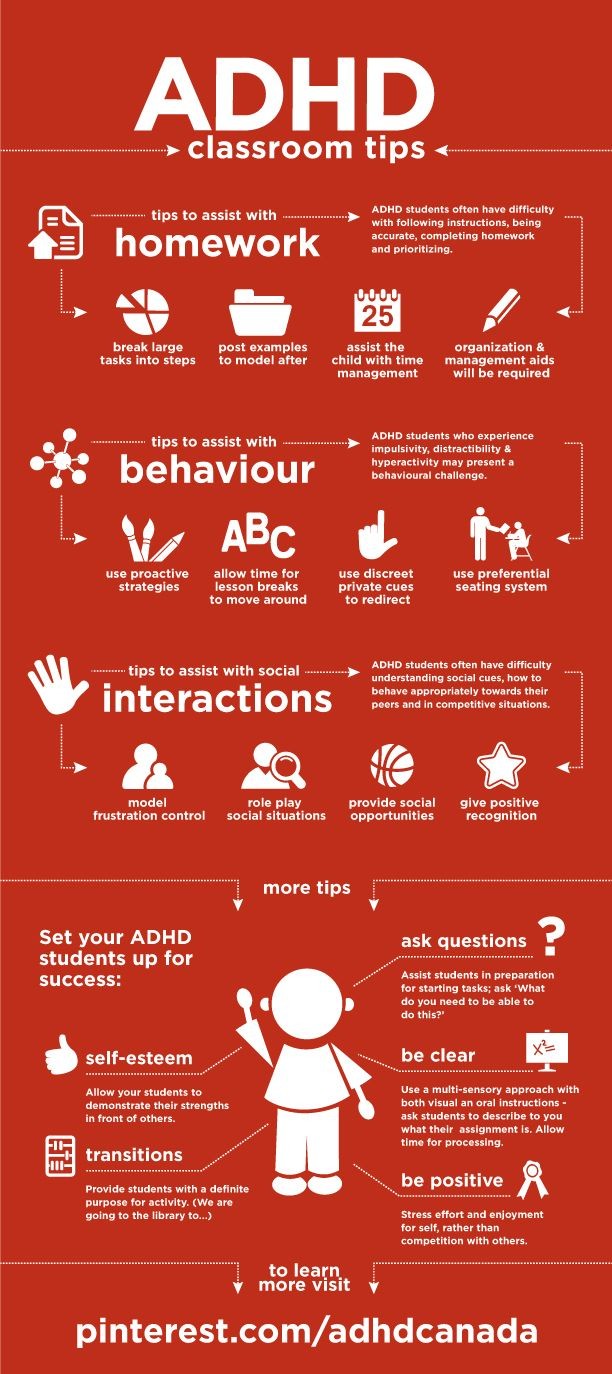 ADHD
classroom tips
tips to assist with
homework
ADHD students often have difficulty
with following instructions, being
accurate, completing homework
and prioritizing.
break large
tasks into steps
post examples
to model after
25
assist the
child with time
management
organization &
management aids
will be required
tips to assist with
behaviour
ADHD students who experience
impulsivity, distractibility &
hyperactivity may present a
behavioural challenge.
use proactive
strategies
ABC
allow time for
lesson breaks
to move around
use discreet
private cues
to redirect
use preferential
seating system
tips to assist with social
interactions
ADHD students often have difficulty
understanding social cues, how to
behave appropriately towards their
peers and in competitive situations.
model
frustration control
role play
social situations
provide social
opportunities
give positive
recognition
more tips
Set your ADHD
students up for
success:
self-esteem
Allow your students to
demonstrate their strengths
in front of others.
transitions
Provide students with a definite
purpose for activity. (We are
going to the library to...)
ask questions ?
Assist students in preparation
for starting tasks; ask ‘What
do you need to be able to
do this?’
be clear
x²=
Use a multi-sensory approach with
both visual an oral instructions -
ask students to describe to you
what their assignment is. Allow
time for processing.
be positive
Stress effort and enjoyment
for self, rather than
competition with others.
to learn
more visit
pinterest.com/adhdcanada